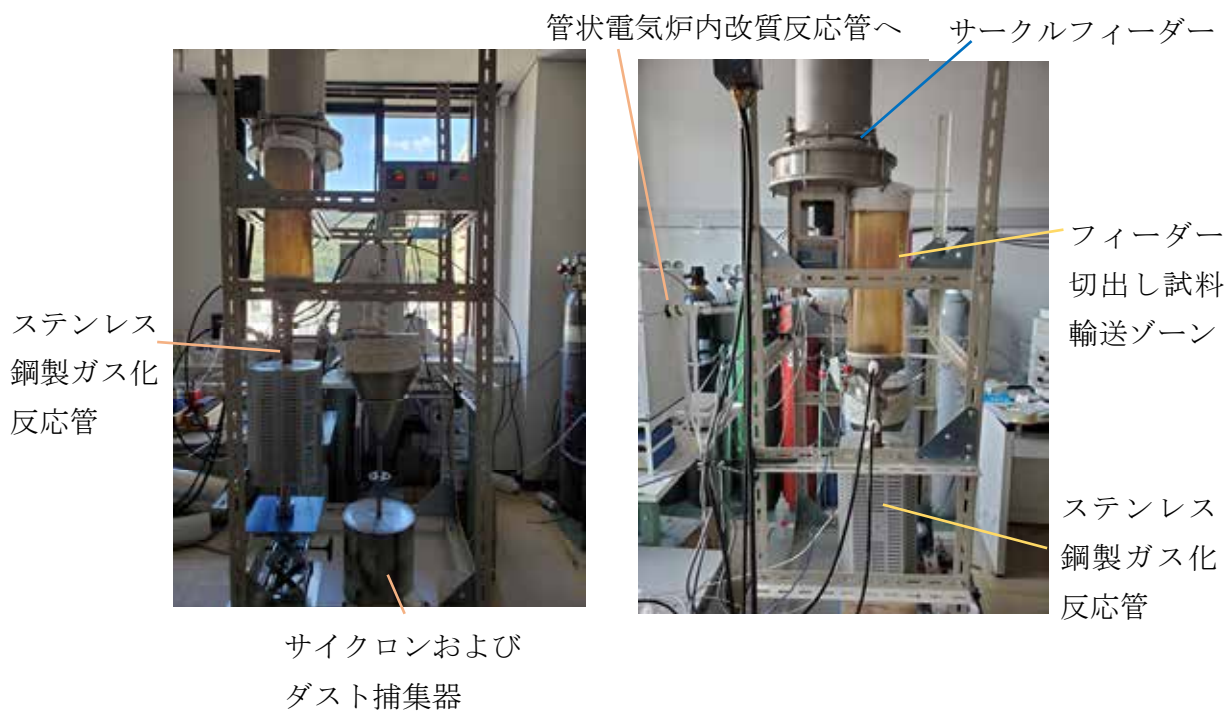 管状電気炉内改質反応管へ
サークルフィーダー
ステンレス
鋼製ガス化
反応管
フィーダー
切出し試料
輸送ゾーン
ステンレス
鋼製ガス化
反応管
サイクロンおよび
ダスト捕集器